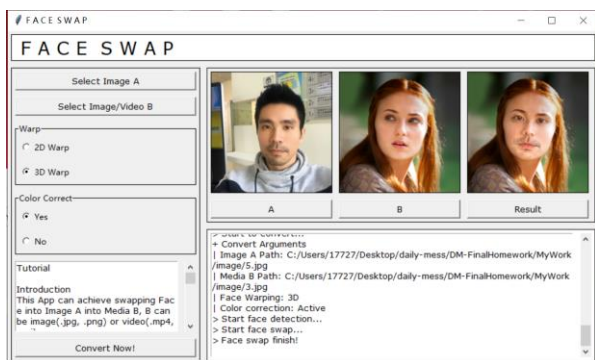 FACE SWAP
FACE SWAP
Select Image A
Select Image/Video B
Warp
2D Warp
3D Warp
Color Correct
Yes
No
Tutorial
Introduction
This App can achieve swapping Fac
e into Image A into Media B, B can
be image(.jpg, .png) or video(.mp4,
Convert Now!
A
B
Result
> Start to convert...
+ Convert Arguments
| Image A Path: C:/Users/17727/Desktop/daily-mess/DM-FinalHomework/MyWork
/image/5.jpg
| Media B Path: C:/Users/17727/Desktop/daily-mess/DM-FinalHomework/MyWork
/image/3.jpg
| Face Warping: 3D
| Color correction: Active
> Start face detection...
> Start face swap...
> Face swap finish!